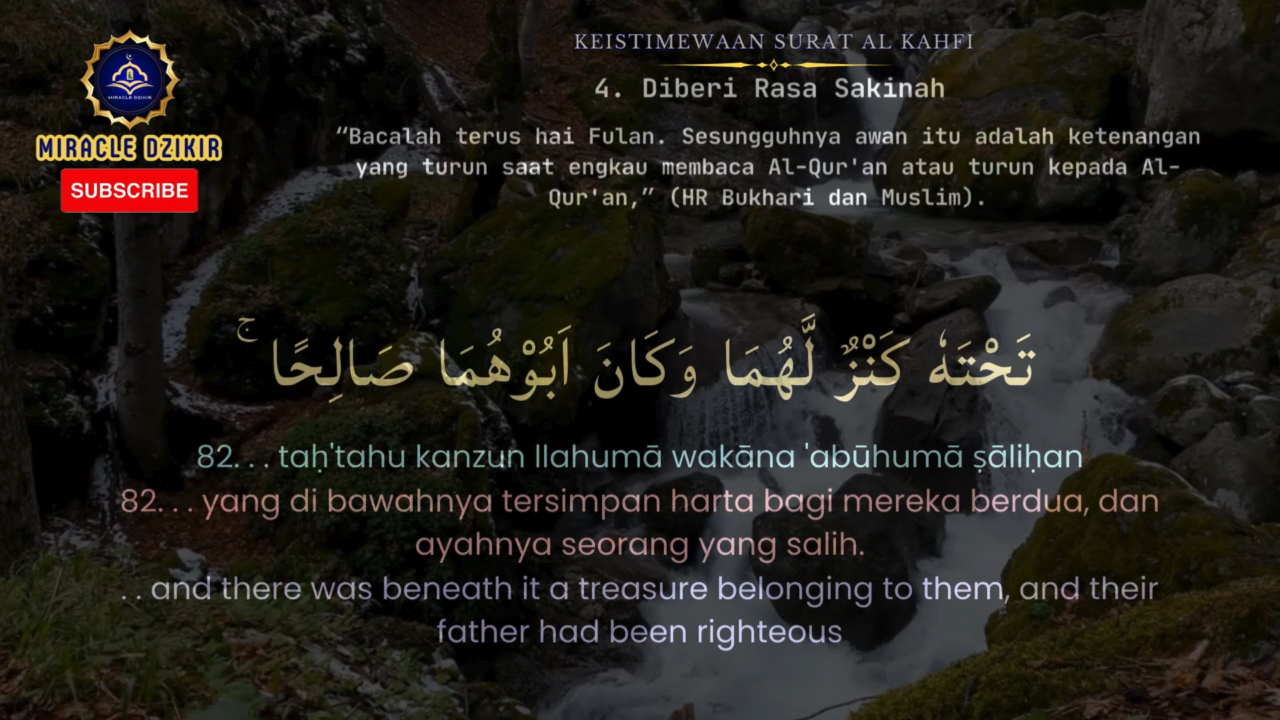 MIRACLE DZIKIR
MIRACLE DZIKIR
SUBSCRIBE
KEISTIMEWAAN SURAT AL KAHFI
4. Diberi Rasa Sakinah
“Bacalah terus hai Fulan. Sesungguhnya awan itu adalah ketenangan
yang turun saat engkau membaca Al-Qur'an atau turun kepada Al-
Qur'an,” (HR Bukhari dan Muslim).
تَحْتَهٗ كَنْزٌ لَّهُمَا وَكَانَ اَبُوْهُمَا صَالِحًا ۚ
82. . . taḥ'tahu kanzun llahumā wakāna 'abūhumā ṣāliḥan
82. . . yang di bawahnya tersimpan harta bagi mereka berdua, dan
ayahnya seorang yang salih.
. . and there was beneath it a treasure belonging to them, and their
father had been righteous